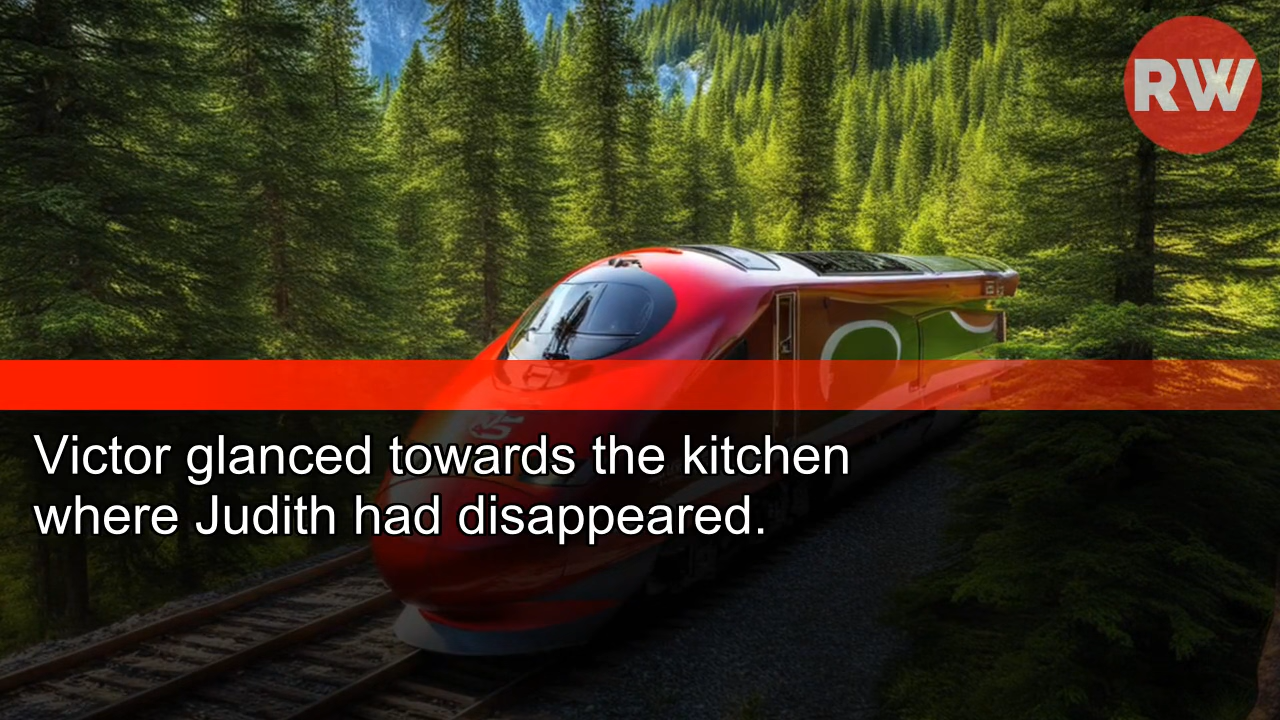 RW
Victor glanced towards the kitchen
where Judith had disappeared.